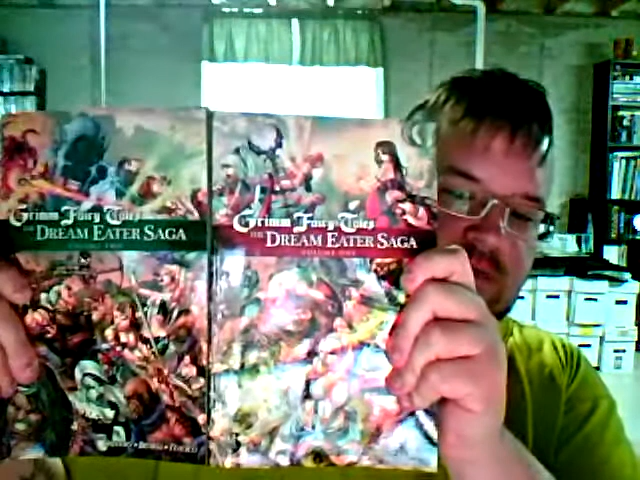 Grimm Fairy Tales
THE DREAM EATER SAGA
VOLUME TWO
Grimm Fairy Tales
THE DREAM EATER SAGA
VOLUME ONE